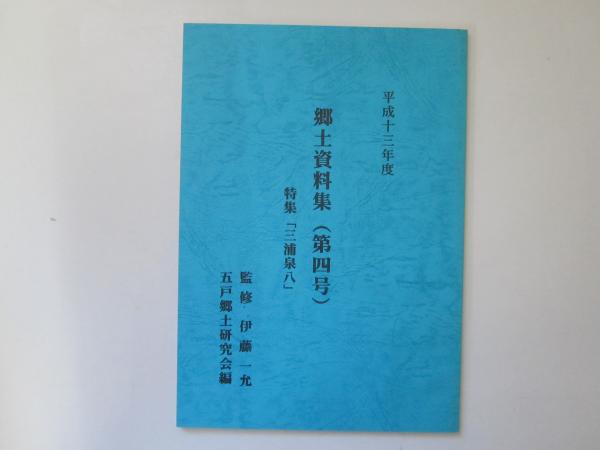 平成十三年度
郷土資料集（第四号）
特集「三浦泉八」
監修 伊藤一允
五戸郷土研究会編